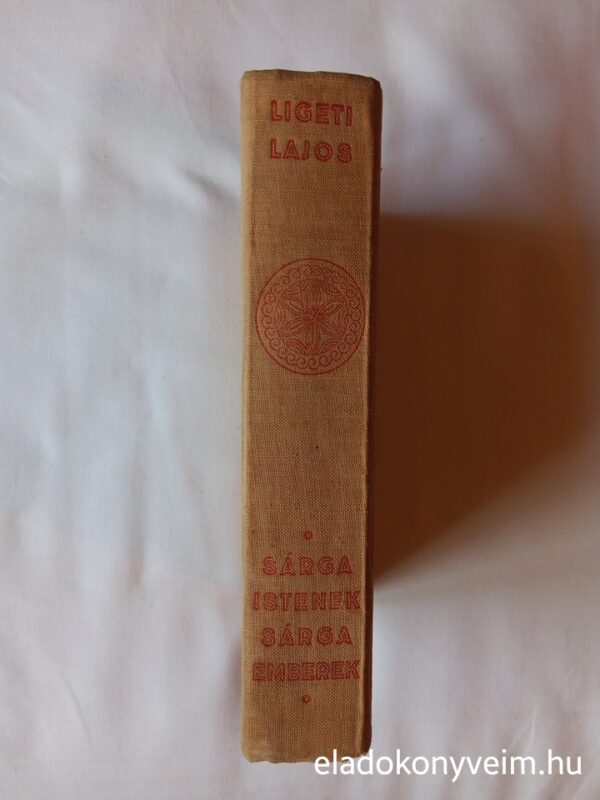 LIGETI
LAJOS
SÁRGA
ISTENEK
SÁRGA
EMBEREK
eladokonyveim.hu